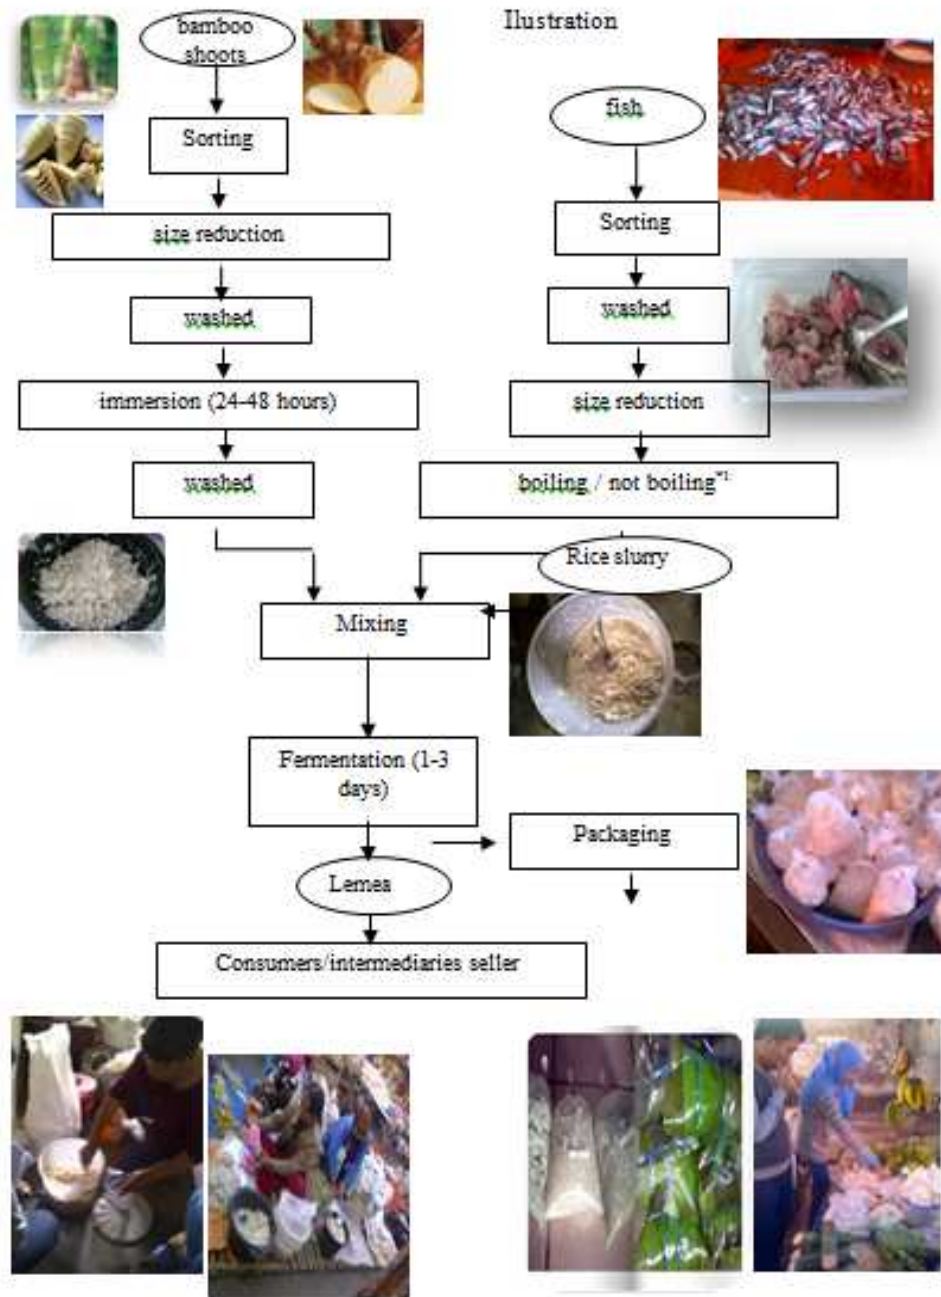 Ilustration
bamboo
shoots
Sorting
size reduction
washed
immersion (24-48 hours)
washed
fish
Sorting
washed
size reduction
boiling / not boiling*1
Rice slurry
Mixing
Fermentation (1-3
days)
Packaging
Lemea
Consumers/intermediaries seller